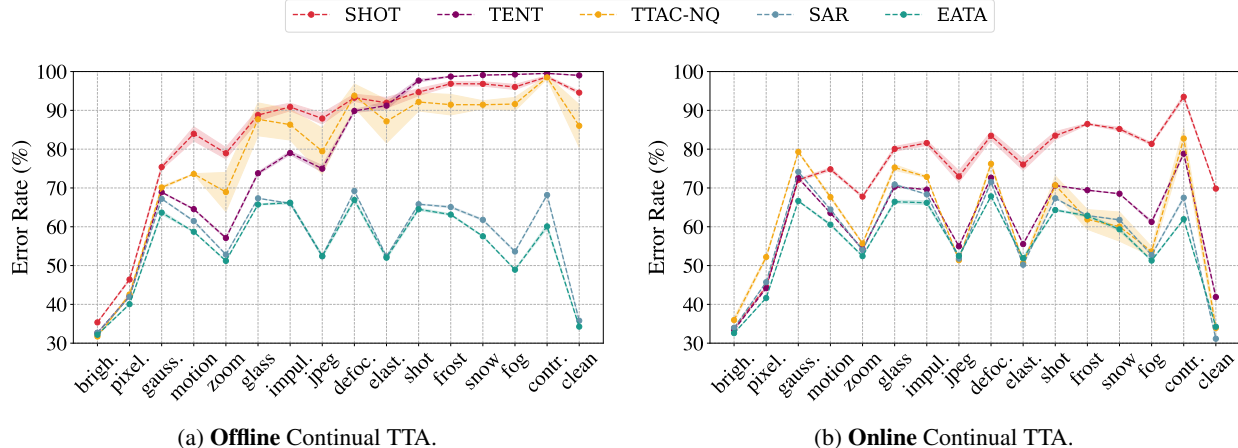 SHOT TENT TTAC-NQ SAR EATA
Error Rate (%)
100
90
80
70
60
50
40
30
brigh. pixel. gauss. motion zoom glass impul. jpeg defoc. elast. shot frost snow fog contr. clean
(a) Offline Continual TTA.
Error Rate (%)
100
90
80
70
60
50
40
30
brigh. pixel. gauss. motion zoom glass impul. jpeg defoc. elast. shot frost snow fog contr. clean
(b) Online Continual TTA.